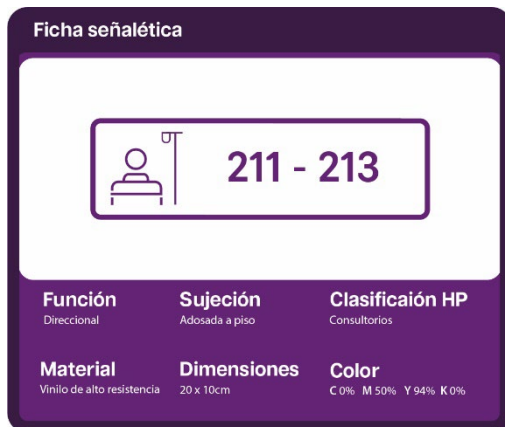 Ficha señalética
211 - 213
Función
Direccional
Sujeción
Adosada a piso
Clasificaión HP
Consultorios
Material
Vinilo de alto resistencia
Dimensiones
20 x 10cm
Color
C 0% M 50% Y 94% K 0%